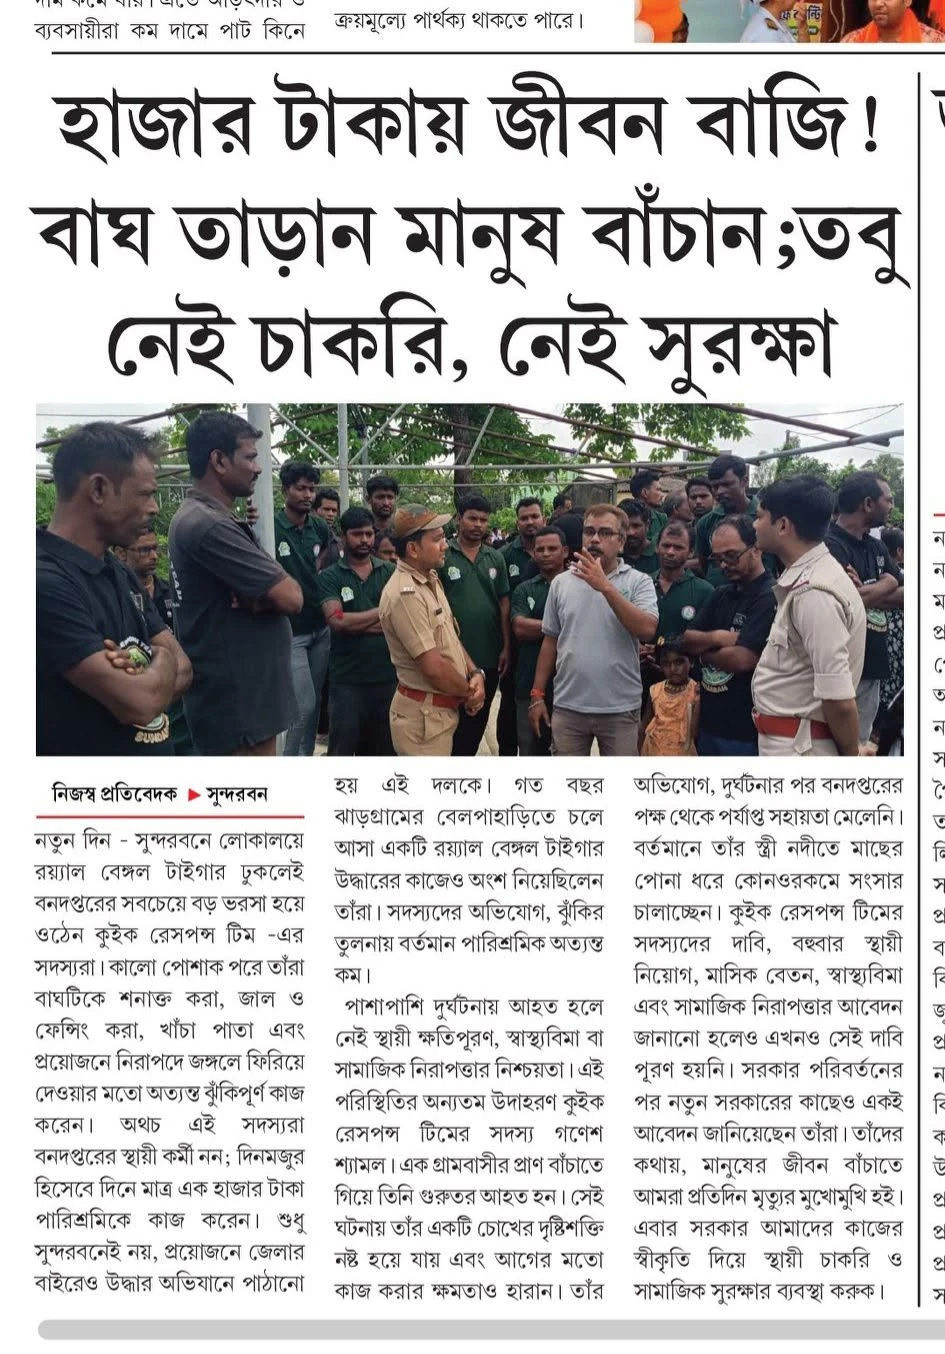 ব্যবসায়ীরা কম দামে পাট কিনে
ক্রয়মূল্যে পার্থক্য থাকতে পারে।
হাজার টাকায় জীবন বাজি!
বাঘ তাড়ান মানুষ বাঁচান;তবু
নেই চাকরি, নেই সুরক্ষা
নিজস্ব প্রতিবেদক ▶ সুন্দরবন
নতুন দিন - সুন্দরবনে লোকালয়ে
রয়্যাল বেঙ্গল টাইগার ঢুকলেই
বনদপ্তরের সবচেয়ে বড় ভরসা হয়ে
ওঠেন কুইক রেসপন্স টিম -এর
সদস্যরা। কালো পোশাক পরে তাঁরা
বাঘটিকে শনাক্ত করা, জাল ও
ফেন্সিং করা, খাঁচা পাতা এবং
প্রয়োজনে নিরাপদে জঙ্গলে ফিরিয়ে
দেওয়ার মতো অত্যন্ত ঝুঁকিপূর্ণ কাজ
করেন। অথচ এই সদস্যরা
বনদপ্তরের স্থায়ী কর্মী নন; দিনমজুর
হিসেবে দিনে মাত্র এক হাজার টাকা
পারিশ্রমিকে কাজ করেন। শুধু
সুন্দরবনেই নয়, প্রয়োজনে জেলার
বাইরেও উদ্ধার অভিযানে পাঠানো
হয় এই দলকে। গত বছর
ঝাড়গ্রামের বেলপাহাড়িতে চলে
আসা একটি রয়্যাল বেঙ্গল টাইগার
উদ্ধারের কাজেও অংশ নিয়েছিলেন
তাঁরা। সদস্যদের অভিযোগ, ঝুঁকির
তুলনায় বর্তমান পারিশ্রমিক অত্যন্ত
কম।
পাশাপাশি দুর্ঘটনায় আহত হলে
নেই স্থায়ী ক্ষতিপূরণ, স্বাস্থ্যবিমা বা
সামাজিক নিরাপত্তার নিশ্চয়তা। এই
পরিস্থিতির অন্যতম উদাহরণ কুইক
রেসপন্স টিমের সদস্য গণেশ
শ্যামল। এক গ্রামবাসীর প্রাণ বাঁচাতে
গিয়ে তিনি গুরুতর আহত হন। সেই
ঘটনায় তাঁর একটি চোখের দৃষ্টিশক্তি
নষ্ট হয়ে যায় এবং আগের মতো
কাজ করার ক্ষমতাও হারান। তাঁর
অভিযোগ, দুর্ঘটনার পর বনদপ্তরের
পক্ষ থেকে পর্যাপ্ত সহায়তা মেলেনি।
বর্তমানে তাঁর স্ত্রী নদীতে মাছের
পোনা ধরে কোনওরকমে সংসার
চালাচ্ছেন। কুইক রেসপন্স টিমের
সদস্যদের দাবি, বহুবার স্থায়ী
নিয়োগ, মাসিক বেতন, স্বাস্থ্যবিমা
এবং সামাজিক নিরাপত্তার আবেদন
জানানো হলেও এখনও সেই দাবি
পূরণ হয়নি। সরকার পরিবর্তনের
পর নতুন সরকারের কাছেও একই
আবেদন জানিয়েছেন তাঁরা। তাঁদের
কথায়, মানুষের জীবন বাঁচাতে
আমরা প্রতিদিন মৃত্যুর মুখোমুখি হই।
এবার সরকার আমাদের কাজের
স্বীকৃতি দিয়ে স্থায়ী চাকরি ও
সামাজিক সুরক্ষার ব্যবস্থা করুক।